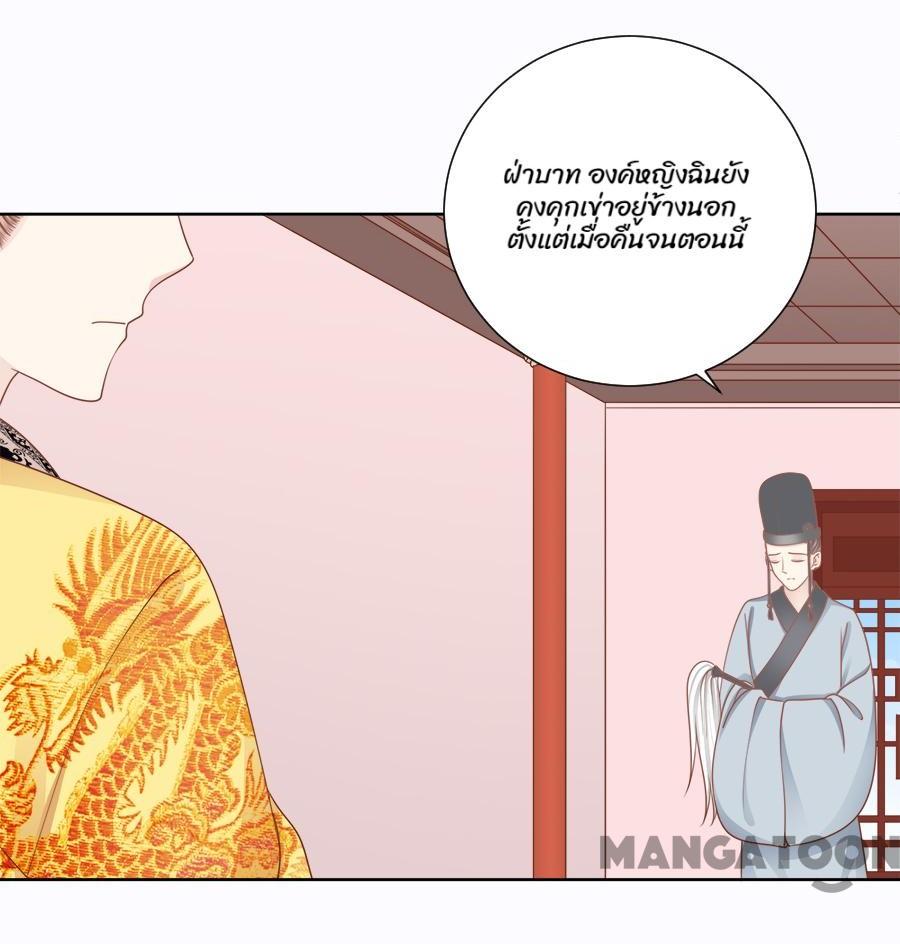 ฝ่าบาท องค์หญิงฉินยัง
คงคุกเข่าอยู่ข้างนอก
ตั้งแต่เมื่อคืนจนตอนนี้
MANGATOON